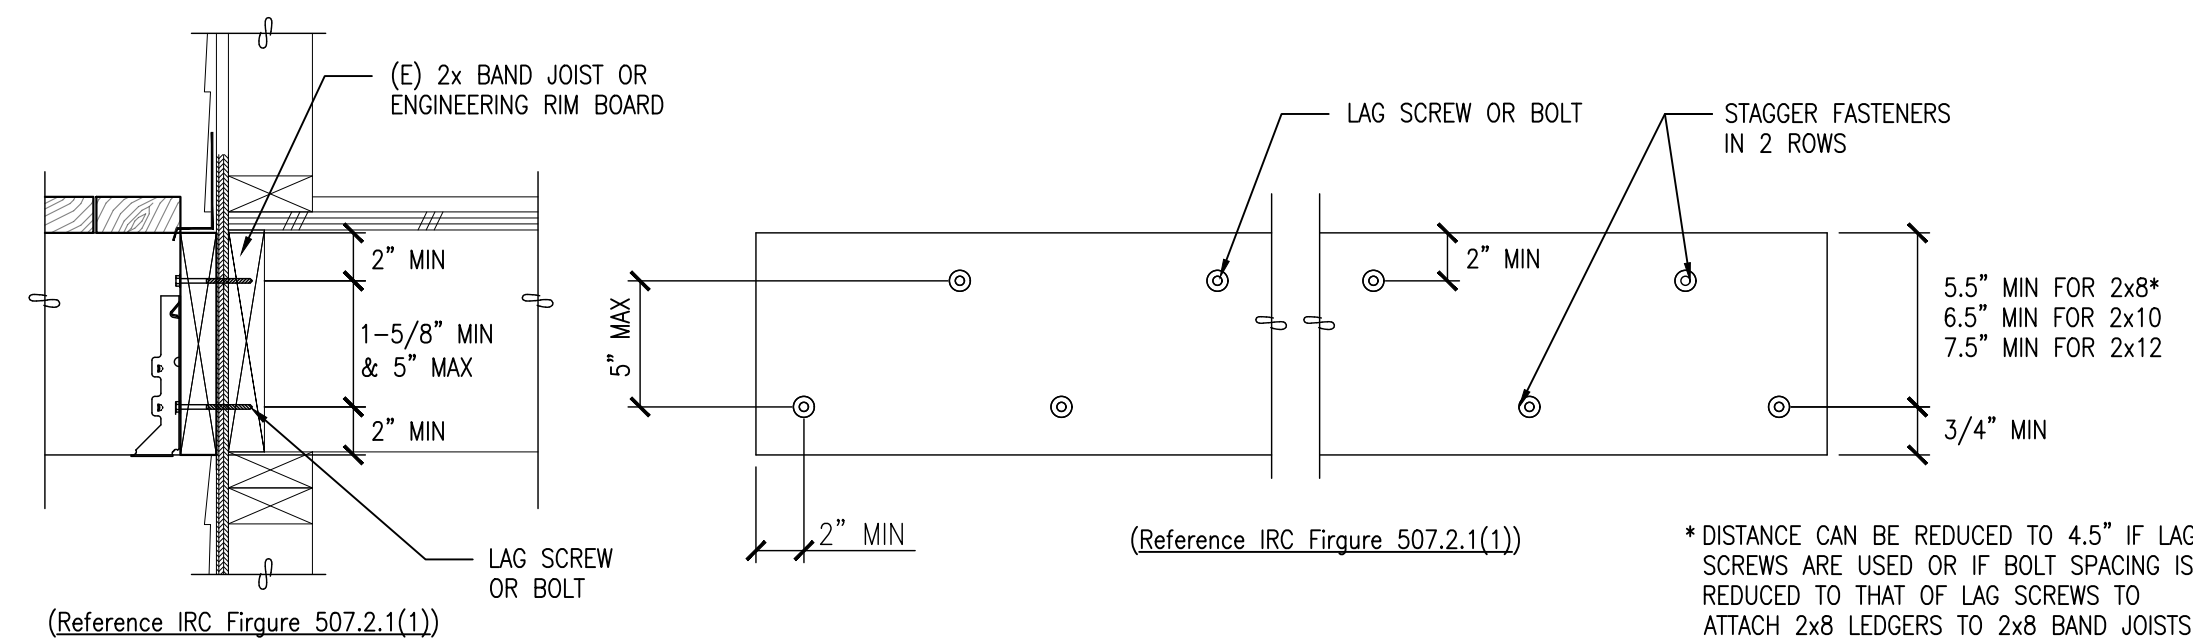 (E) 2x BAND JOIST OR
ENGINEERING RIM BOARD
2” MIN
1-5/8” MIN
& 5” MAX
2” MIN
LAG SCREW
OR BOLT
(Reference IRC Firgure 507.2.1(1))
LAG SCREW OR BOLT
STAGGER FASTENERS
IN 2 ROWS
2” MIN
5” MAX
5.5” MIN FOR 2x8*
6.5” MIN FOR 2x10
7.5” MIN FOR 2x12
3/4” MIN
2” MIN
(Reference IRC Firgure 507.2.1(1))
* DISTANCE CAN BE REDUCED TO 4.5” IF LAG
SCREWS ARE USED OR IF BOLT SPACING IS
REDUCED TO THAT OF LAG SCREWS TO
ATTACH 2x8 LEDGERS TO 2x8 BAND JOISTS